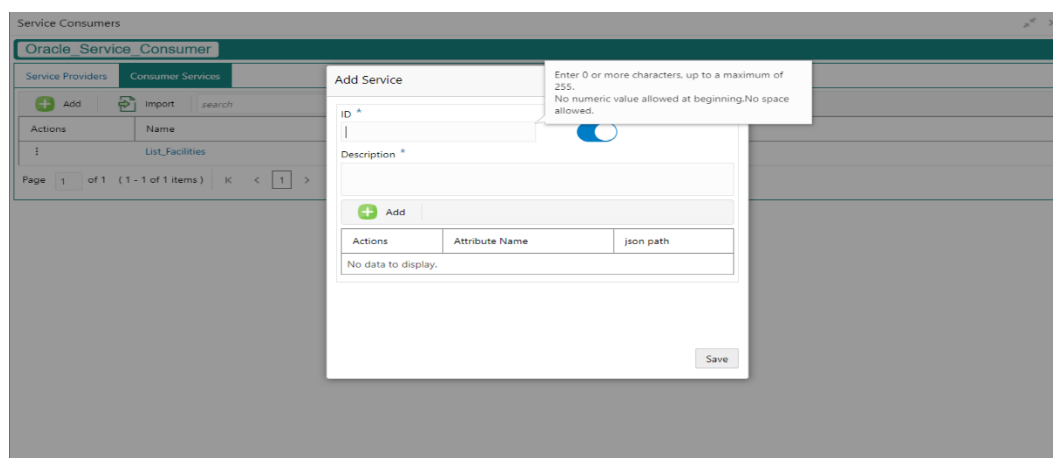 Service Consumers
Oracle_Service_Consumer
Service Providers Consumer Services
Add Import search
Actions Name
List_Facilities
Page 1 of 1 (1 - 1 of 1 items) K < 1 >
Add Service
Enter 0 or more characters, up to a maximum of
255.
No numeric value allowed at beginning.No space
allowed.
ID *
Description *
Add
Actions Attribute Name json path
No data to display.
Save